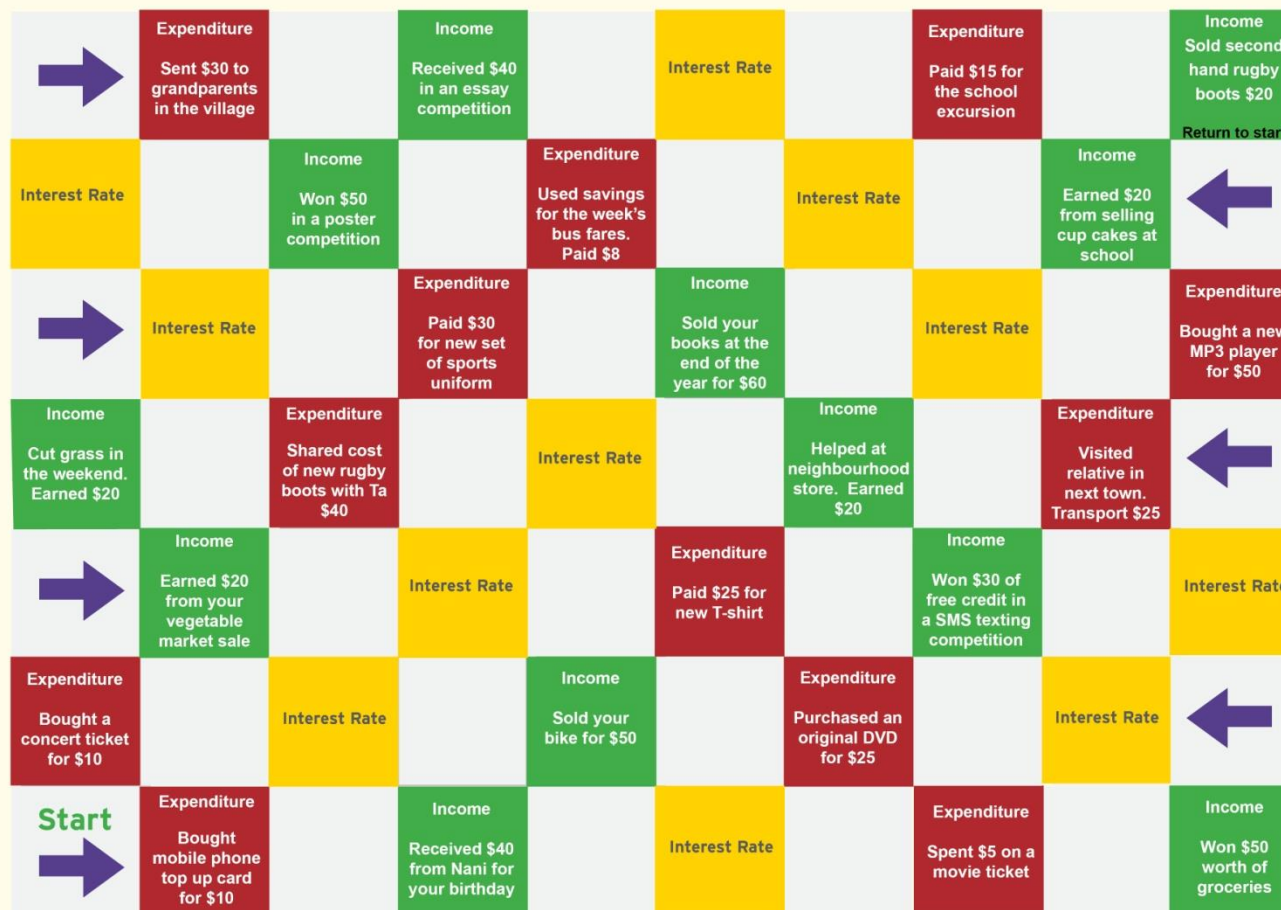 Expenditure
Sent $30 to
grandparents
in the village
Income
Received $40
in an essay
competition
Interest Rate
Expenditure
Paid $15 for
the school
excursion
Income
Sold second
hand rugby
boots $20
Return to start
Interest Rate
Income
Won $50
in a poster
competition
Expenditure
Used savings
for the week's
bus fares.
Paid $8
Interest Rate
Income
Earned $20
from selling
cup cakes at
school
Interest Rate
Expenditure
Paid $30
for new set
of sports
uniform
Income
Sold your
books at the
end of the
year for $60
Interest Rate
Expenditure
Bought a new
MP3 player
for $50
Income
Cut grass in
the weekend.
Earned $20
Expenditure
Shared cost
of new rugby
boots with Ta
$40
Interest Rate
Income
Helped at
neighbourhood
store. Earned
$20
Expenditure
Visited
relative in
next town.
Transport $25
Income
Earned $20
from your
vegetable
market sale
Interest Rate
Expenditure
Paid $25 for
new T-shirt
Income
Won $30 of
free credit in
a SMS texting
competition
Interest Rate
Expenditure
Bought a
concert ticket
for $10
Interest Rate
Income
Sold your
bike for $50
Expenditure
Purchased an
original DVD
for $25
Interest Rate
Start
Expenditure
Bought
mobile phone
top up card
for $10
Income
Received $40
from Nani for
your birthday
Interest Rate
Expenditure
Spent $5 on a
movie ticket
Income
Won $50
worth of
groceries